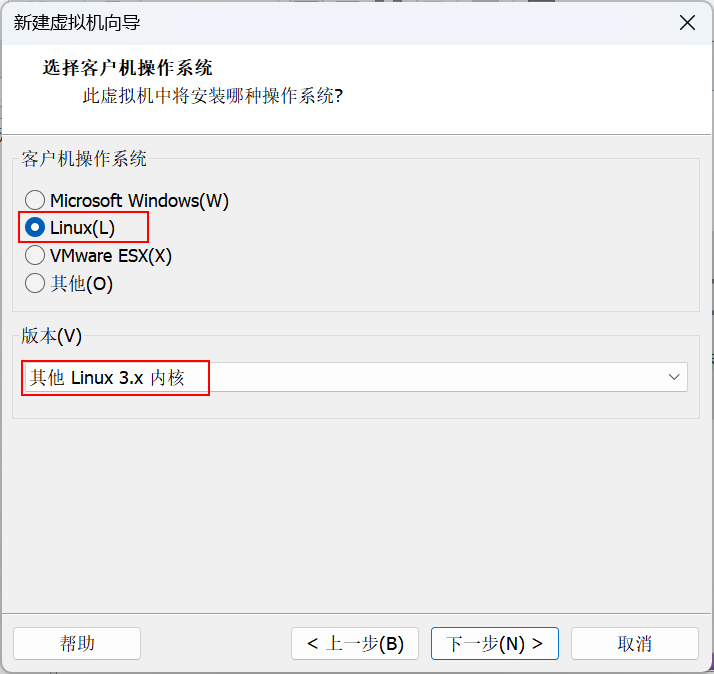 新建虚拟机向导
选择客户机操作系统
此虚拟机中将安装哪种操作系统?
客户机操作系统
Microsoft Windows(W)
Linux(L)
VMware ESX(X)
其他(O)
版本(V)
其他 Linux 3.x 内核
帮助
< 上一步(B)
下一步(N) >
取消